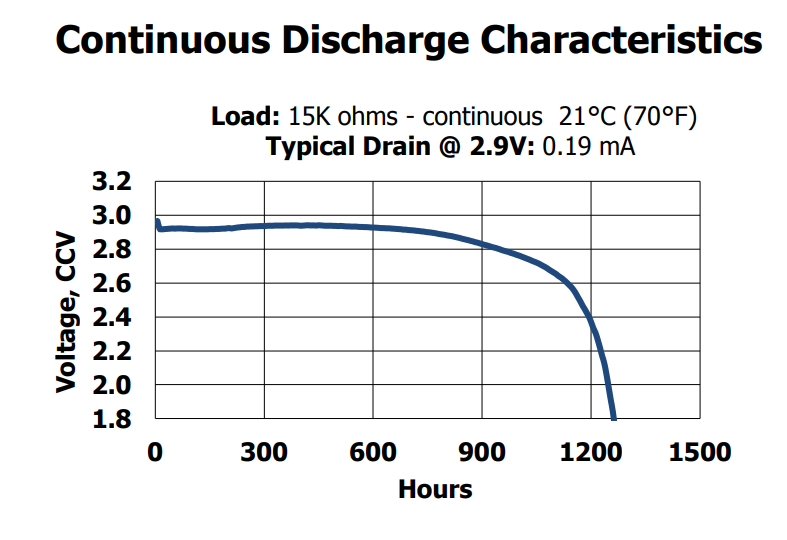 Continuous Discharge Characteristics
Load: 15K ohms - continuous  21°C (70°F)
Typical Drain @ 2.9V: 0.19 mA
Voltage, CCV
3.2
3.0
2.8
2.6
2.4
2.2
2.0
1.8
0 300 600 900 1200 1500
Hours